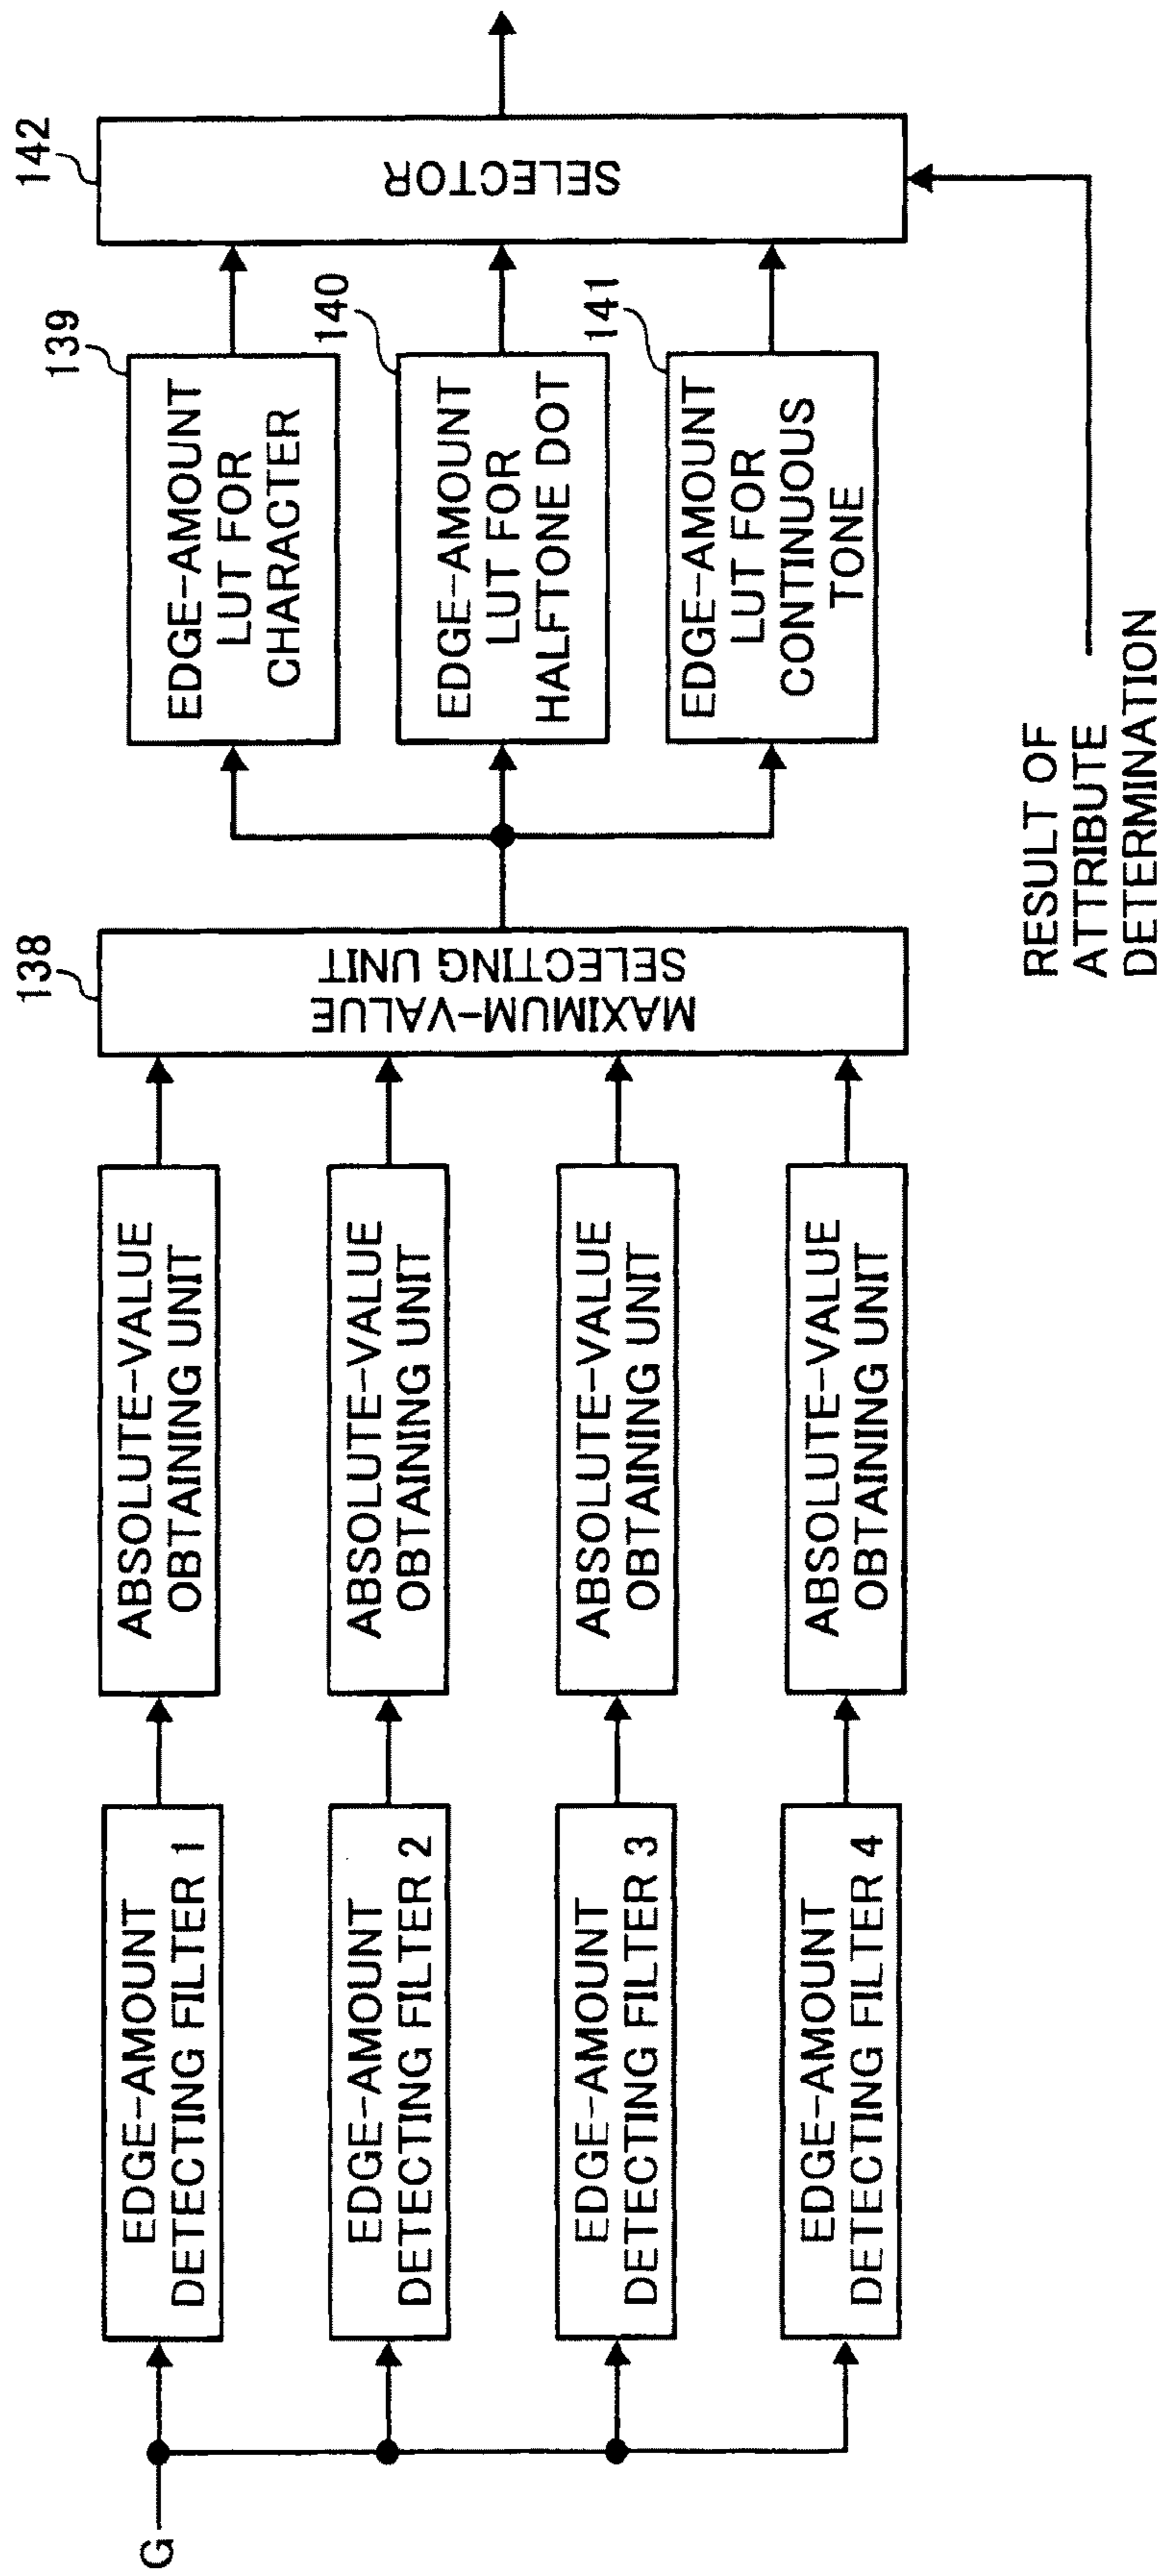 G
EDGE-AMOUNT
DETECTING FILTER 1
EDGE-AMOUNT
DETECTING FILTER 2
EDGE-AMOUNT
DETECTING FILTER 3
EDGE-AMOUNT
DETECTING FILTER 4
ABSOLUTE-VALUE
OBTAINING UNIT
ABSOLUTE-VALUE
OBTAINING UNIT
ABSOLUTE-VALUE
OBTAINING UNIT
ABSOLUTE-VALUE
OBTAINING UNIT
138
MAXIMUM-VALUE
SELECTING UNIT
139
EDGE-AMOUNT
LUT FOR
CHARACTER
140
EDGE-AMOUNT
LUT FOR
HALFTONE DOT
141
EDGE-AMOUNT
LUT FOR
CONTINUOUS
TONE
142
SELECTOR
RESULT OF
ATTRIBUTE
DETERMINATION